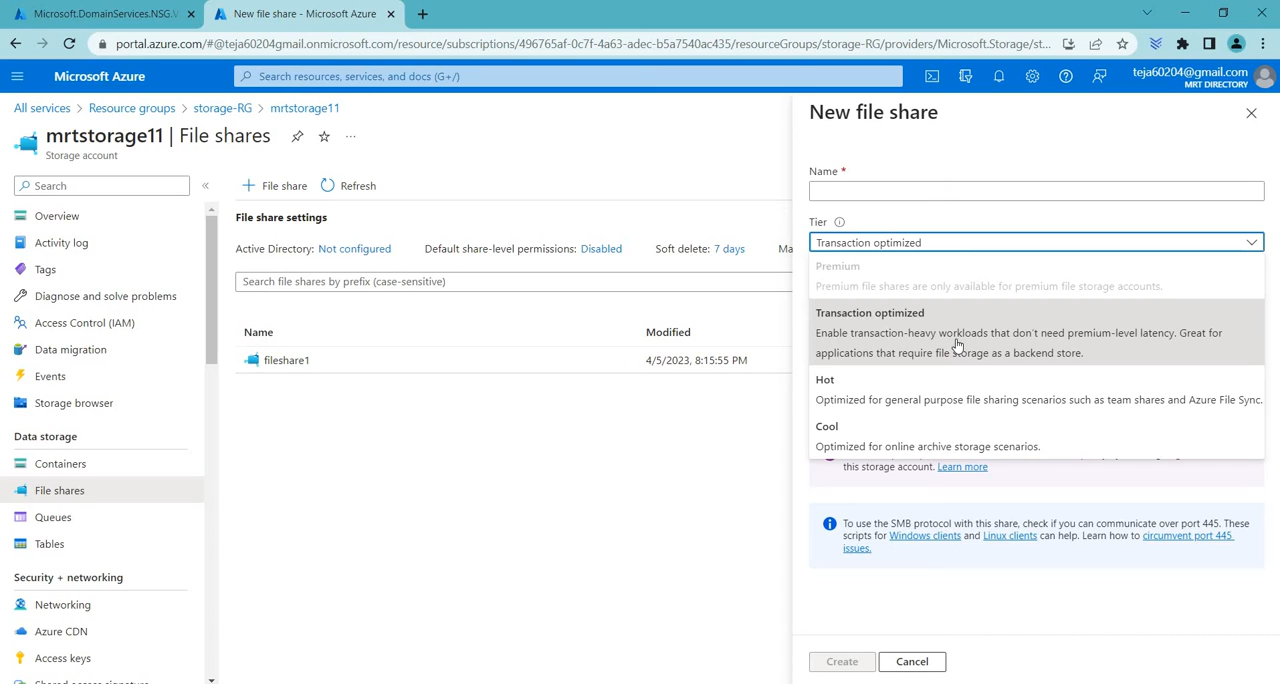 Microsoft.DomainServices.NSG.V
New file share - Microsoft Azure
portal.azure.com/#@teja60204gmail.onmicrosoft.com/resource/subscriptions/496765af-0c7f-4a63-adec-b5a7540ac435/resourceGroups/storage-RG/providers/Microsoft.Storage/st...
Microsoft Azure
Search resources, services, and docs (G+/)
teja60204@gmail.com
MRT DIRECTORY
All services > Resource groups > storage-RG > mrtstorage11
mrtstorage11 | File shares
Storage account
Search
Overview
Activity log
Tags
Diagnose and solve problems
Access Control (IAM)
Data migration
Events
Storage browser
Data storage
Containers
File shares
Queues
Tables
Security + networking
Networking
Azure CDN
Access keys
Shared access signature
+ File share Refresh
File share settings
Active Directory: Not configured Default share-level permissions: Disabled Soft delete: 7 days Ma
Search file shares by prefix (case-sensitive)
Name Modified
fileshare1 4/5/2023, 8:15:55 PM
New file share
Name *
Tier
Transaction optimized
Premium
Premium file shares are only available for premium file storage accounts.
Transaction optimized
Enable transaction-heavy workloads that don't need premium-level latency. Great for
applications that require file storage as a backend store.
Hot
Optimized for general purpose file sharing scenarios such as team shares and Azure File Sync.
Cool
Optimized for online archive storage scenarios.
this storage account. Learn more
To use the SMB protocol with this share, check if you can communicate over port 445. These
scripts for Windows clients and Linux clients can help. Learn how to circumvent port 445
issues.
Create Cancel